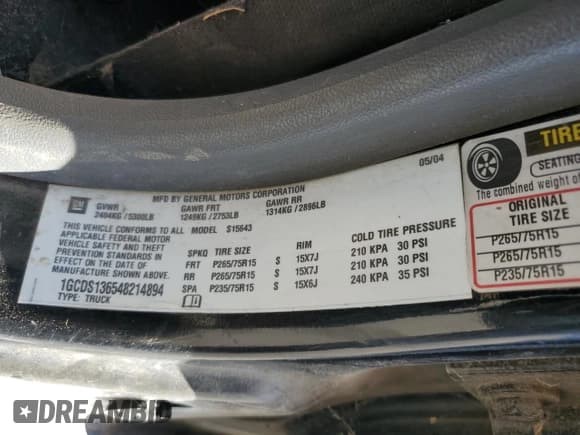 MFD BY GENERAL MOTORS CORPORATION 05/04
GM GVWR GAWR FRT GAWR RR
2404KG / 5300LB 1249KG / 2753LB 1314KG / 2896LB
THIS VEHICLE CONFORMS TO ALL
APPLICABLE FEDERAL MOTOR
VEHICLE SAFETY AND THEFT
PREVENTION STANDARDS IN
EFFECT ON THE DATE OF
MANUFACTURE SHOWN ABOVE.
1GCDS136548214894
TYPE: TRUCK
MODEL: S15643
SPKQ TIRE SIZE RIM COLD TIRE PRESSURE
FRT P265/75R15 S 15X7J 210 KPA 30 PSI
RR P265/75R15 S 15X7J 210 KPA 30 PSI
SPA P235/75R15 S 15X6J 240 KPA 35 PSI
TIRE
SEATING
The combined weight of
ORIGINAL
TIRE SIZE
P265/75R15
P265/75R15
P235/75R15
DREAMBID